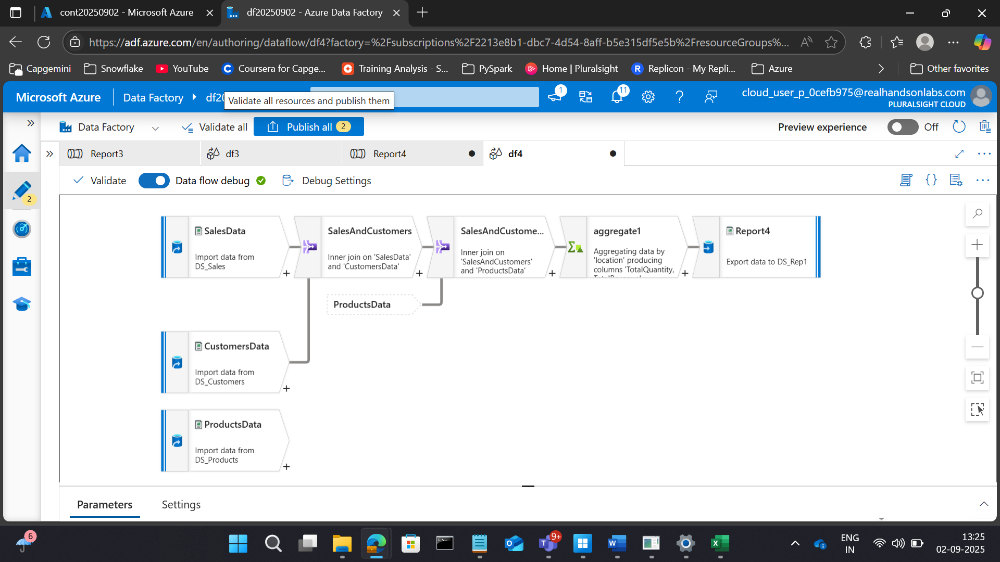 cont20250902 - Microsoft Azure
df20250902 - Azure Data Factory
https://adf.azure.com/en/authoring/dataflow/df4?factory=%2Fsubscriptions%2F2213e8b1-dbc7-4d54-8aff-b5e315df5e5b%2FresourceGroups%...
Capgemini
Snowflake
YouTube
Coursera for Capge...
Training Analysis - S...
PySpark
Home | Pluralsight
Replicon - My Repli...
Azure
Other favorites
Microsoft Azure
Data Factory
df20
Validate all resources and publish them
1
11
cloud_user_p_0cefb975@realhandsonlabs.com
PLURALSIGHT CLOUD
Data Factory
Validate all
Publish all 2
Preview experience
Off
Report3
df3
Report4
df4
2
Validate
Data flow debug
Debug Settings
SalesData
Import data from
DS_Sales
SalesAndCustomers
Inner join on 'SalesData'
and 'CustomersData'
SalesAndCustome...
Inner join on
'SalesAndCustomers'
and 'ProductsData'
aggregate1
Aggregating data by
'location' producing
columns 'TotalQuantity,
Report4
Export data to DS_Rep1
ProductsData
CustomersData
Import data from
DS_Customers
ProductsData
Import data from
DS_Products
Parameters
Settings
6
9+
ENG
IN
13:25
02-09-2025